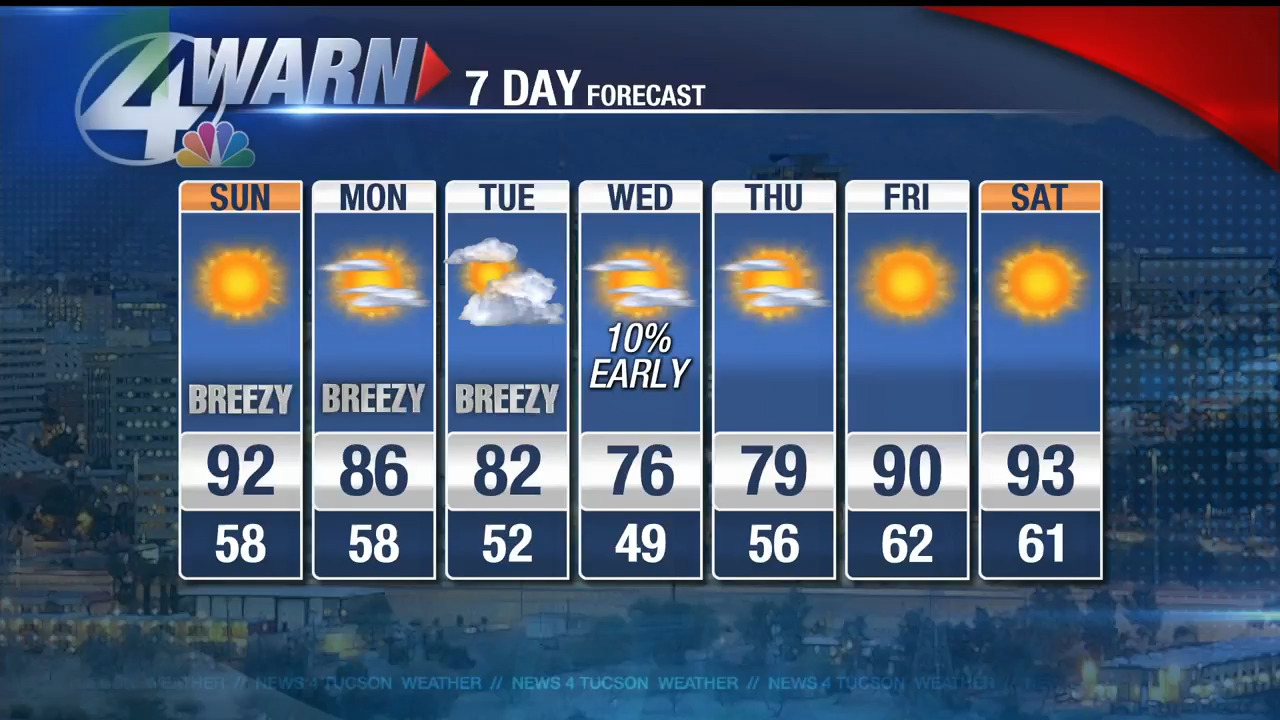 4WARN
7 DAY FORECAST
SUN MON TUE WED THU FRI SAT
10%
EARLY
BREEZY BREEZY BREEZY
92 86 82 76 79 90 93
58 58 52 49 56 62 61
WEATHER // NEWS 4 TUCSON WEATHER // NEWS 4 TUCSON WEATHER // NEWS 4 TUCSON WEATHER //